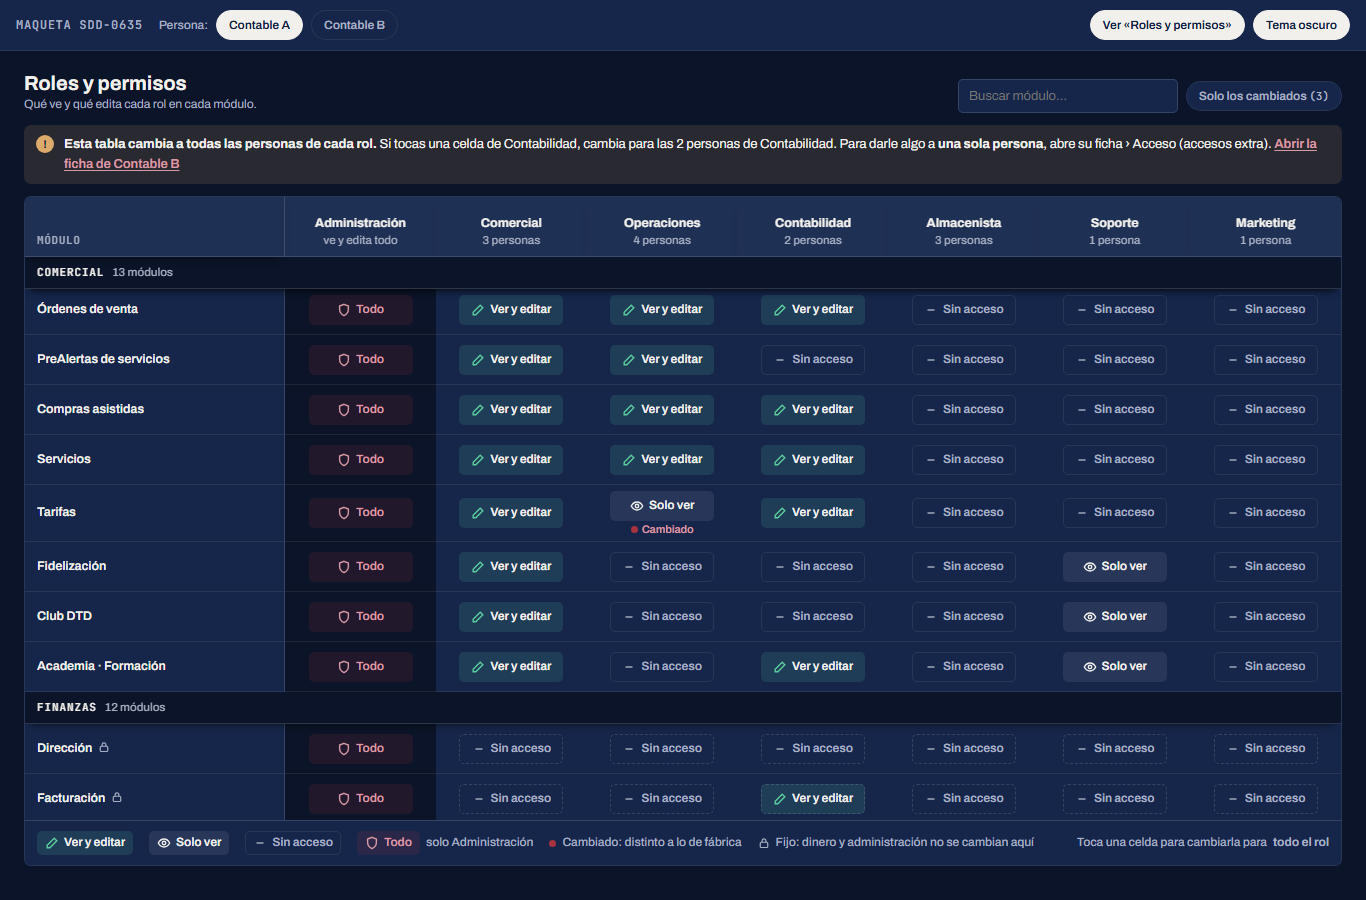 MAQUETA SDD-0635 Persona: Contable A Contable B Ver «Roles y permisos» Tema oscuro
Roles y permisos
Qué ve y qué edita cada rol en cada módulo.
Buscar módulo... Solo los cambiados (3)
! Esta tabla cambia a todas las personas de cada rol. Si tocas una celda de Contabilidad, cambia para las 2 personas de Contabilidad. Para darle algo a una sola persona, abre su ficha › Acceso (accesos extra). Abrir la
ficha de Contable B
MÓDULO
Administración Comercial Operaciones Contabilidad Almacenista Soporte Marketing
ve y edita todo 3 personas 4 personas 2 personas 3 personas 1 persona 1 persona
COMERCIAL 13 módulos
Órdenes de venta Todo Ver y editar Ver y editar Ver y editar – Sin acceso – Sin acceso – Sin acceso
PreAlertas de servicios Todo Ver y editar Ver y editar – Sin acceso – Sin acceso – Sin acceso – Sin acceso
Compras asistidas Todo Ver y editar Ver y editar Ver y editar – Sin acceso – Sin acceso – Sin acceso
Servicios Todo Ver y editar Ver y editar Ver y editar – Sin acceso – Sin acceso – Sin acceso
Tarifas Todo Ver y editar Solo ver Ver y editar – Sin acceso – Sin acceso – Sin acceso
Cambiado
Fidelización Todo Ver y editar – Sin acceso – Sin acceso – Sin acceso Solo ver – Sin acceso
Club DTD Todo Ver y editar – Sin acceso – Sin acceso – Sin acceso Solo ver – Sin acceso
Academia · Formación Todo Ver y editar – Sin acceso Ver y editar – Sin acceso Solo ver – Sin acceso
FINANZAS 12 módulos
Dirección Todo – Sin acceso – Sin acceso – Sin acceso – Sin acceso – Sin acceso – Sin acceso
Facturación Todo – Sin acceso – Sin acceso Ver y editar – Sin acceso – Sin acceso – Sin acceso
Ver y editar Solo ver – Sin acceso Todo solo Administración Cambiado: distinto a lo de fábrica Fijo: dinero y administración no se cambian aquí Toca una celda para cambiarla para todo el rol